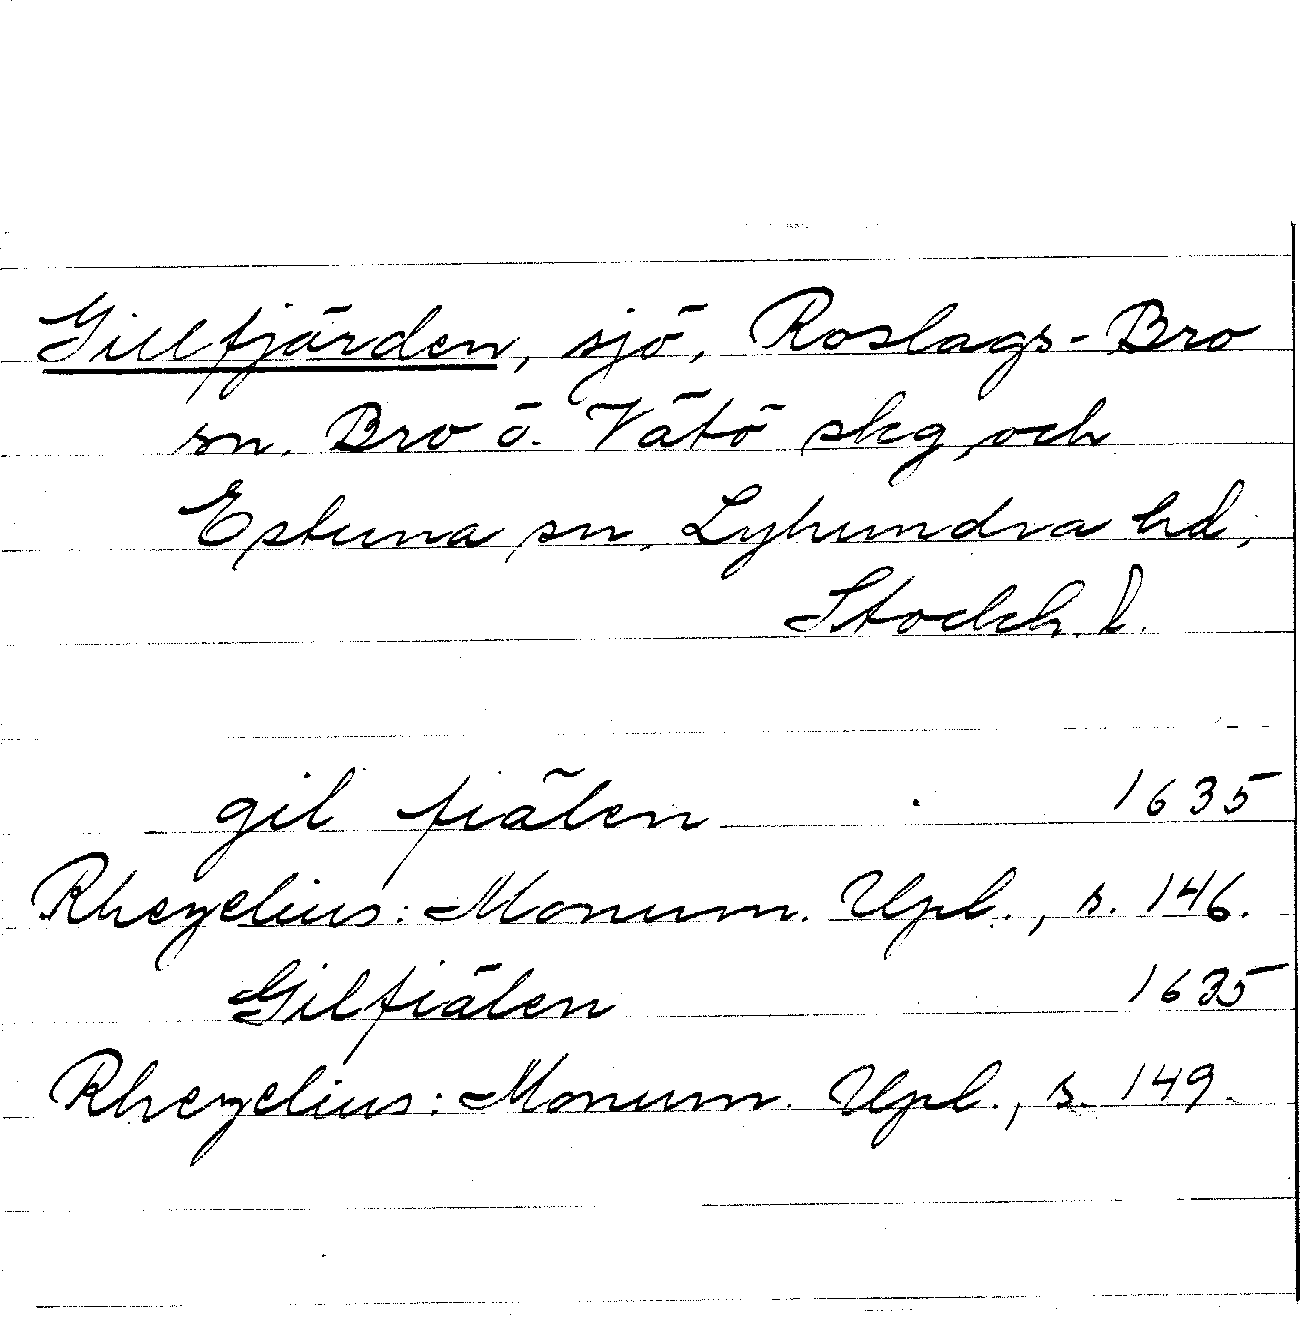 Gillfjärden, sjö, Roslags-Bro
sn, Bro o. Vätö skg, och
Estuna sn, Lyhundra hd,
Stockh. l.
gil fiälen 1635
Rhezelius: Monum. Upl., s. 146.
Gilfiälen 1635
Rhezelius: Monum. Upl., s. 149.